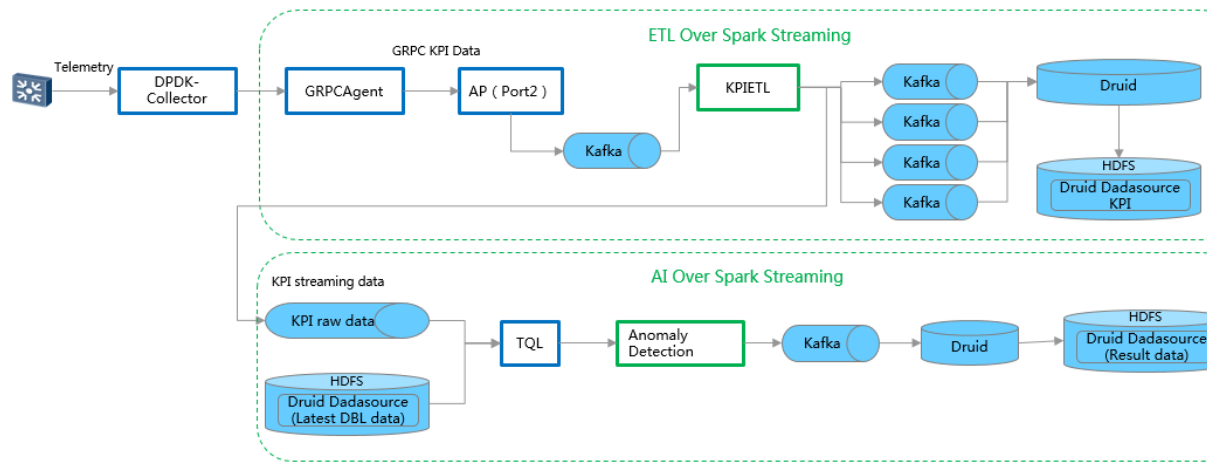 ETL Over Spark Streaming
GRPC KPI Data
Telemetry
DPDK-
Collector
GRPCAgent
AP（Port2）
KPIETL
Kafka
Kafka
Kafka
Kafka
Kafka
Druid
HDFS
Druid Dadasource
KPI
AI Over Spark Streaming
KPI streaming data
KPI raw data
HDFS
Druid Dadasource
(Latest DBL data)
TQL
Anomaly
Detection
Kafka
Druid
HDFS
Druid Dadasource
(Result data)